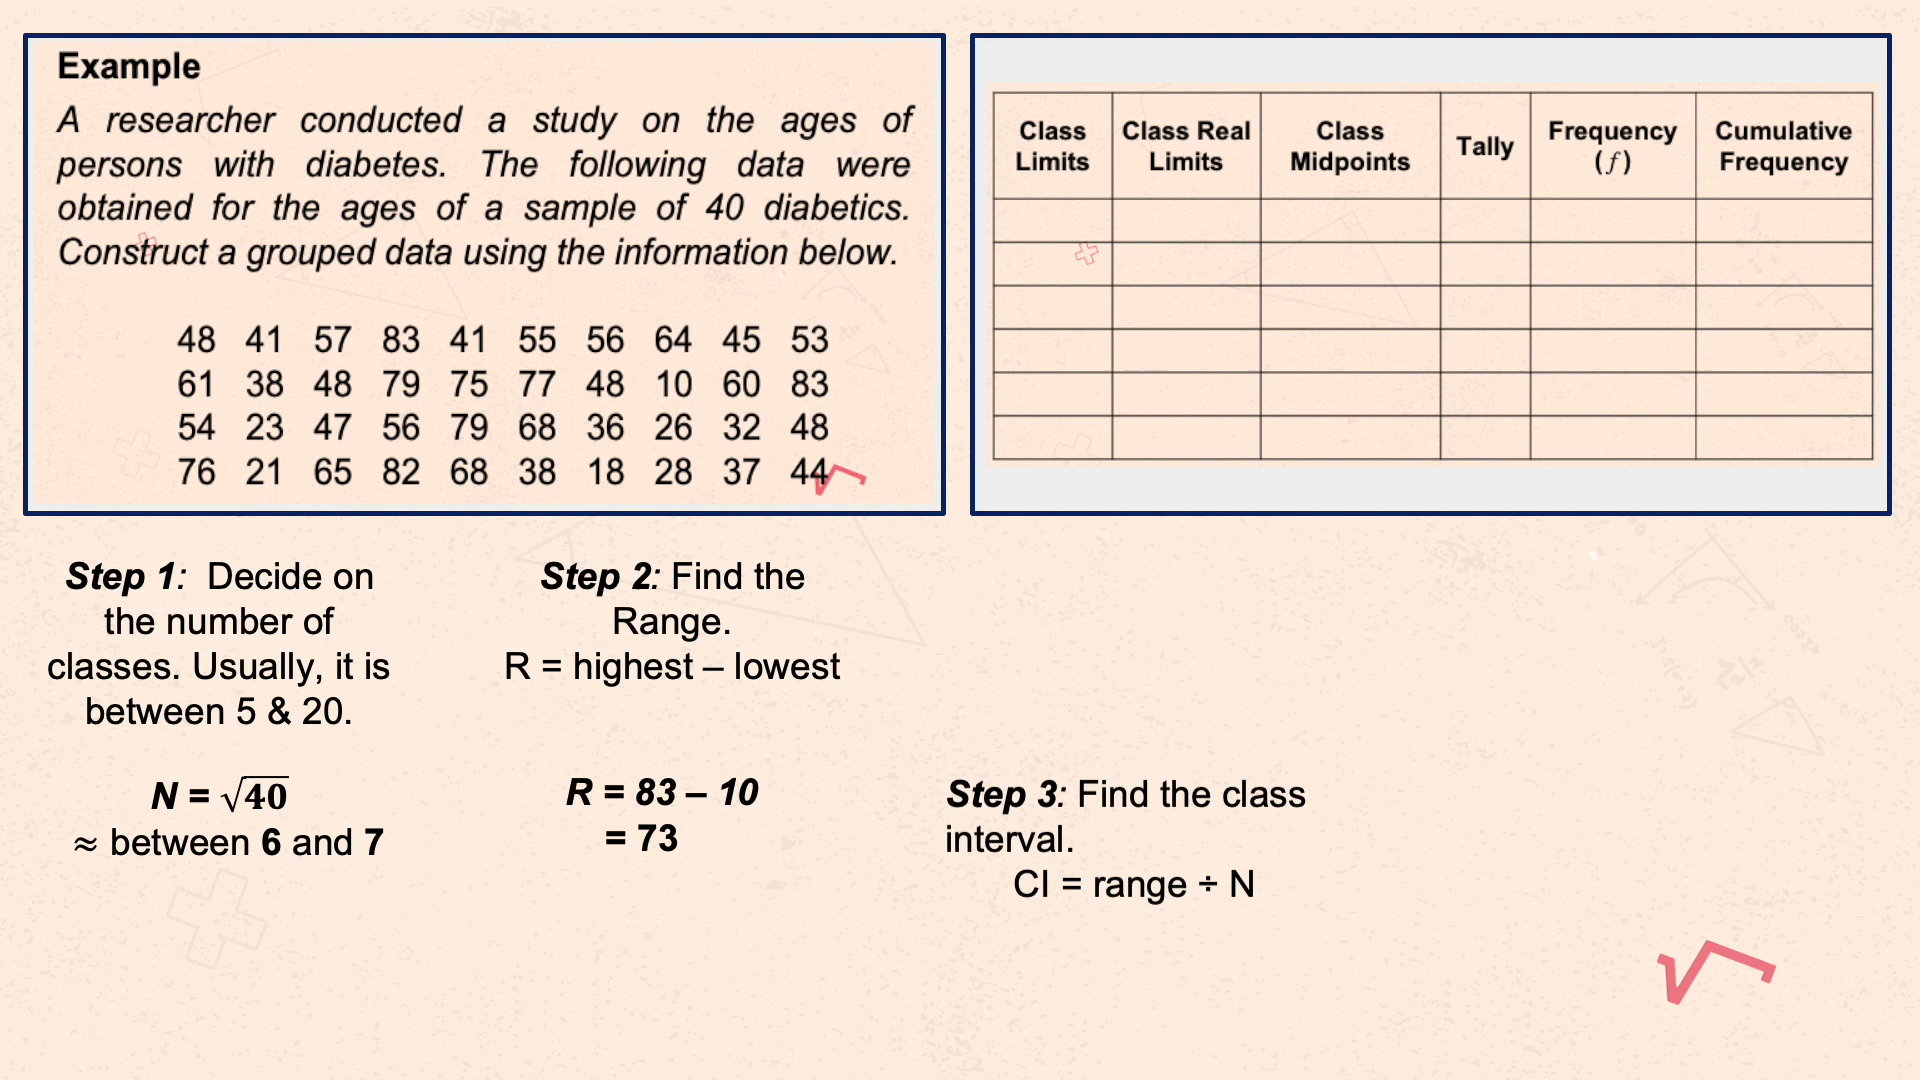 Example
A researcher conducted a study on the ages of
persons with diabetes. The following data were
obtained for the ages of a sample of 40 diabetics.
Construct a grouped data using the information below.
48 41 57 83 41 55 56 64 45 53
61 38 48 79 75 77 48 10 60 83
54 23 47 56 79 68 36 26 32 48
76 21 65 82 68 38 18 28 37 44
Class Limits
Class Real Limits
Class Midpoints
Tally
Frequency (f)
Cumulative Frequency
Step 1: Decide on
the number of
classes. Usually, it is
between 5 & 20.
N = √40
≈ between 6 and 7
Step 2: Find the
Range.
R = highest – lowest
R = 83 – 10
= 73
Step 3: Find the class
interval.
CI = range ÷ N